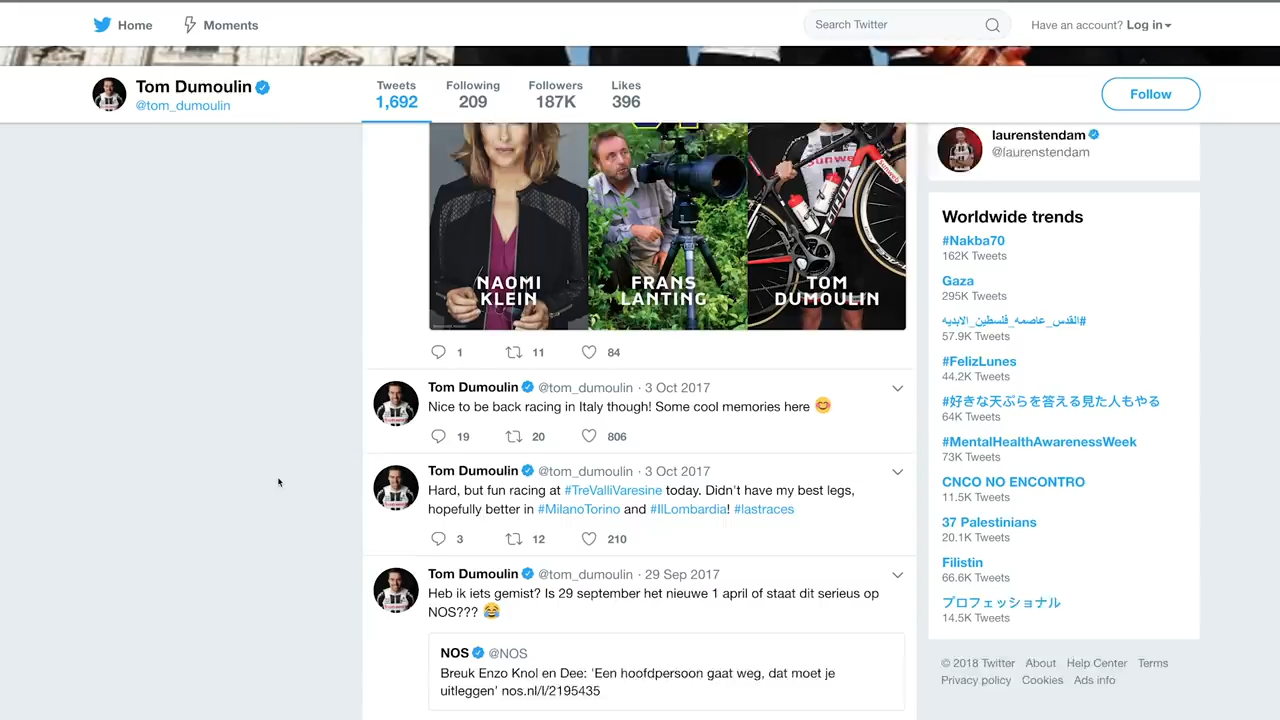 Home
Moments
Search Twitter
Have an account? Log in
Tom Dumoulin
@tom_dumoulin
Tweets
1,692
Following
209
Followers
187K
Likes
396
Follow
NAOMI
KLEIN
FRANS
LANTING
TOM
DUMOULIN
GIANT
1
11
84
Tom Dumoulin @tom_dumoulin · 3 Oct 2017
Nice to be back racing in Italy though! Some cool memories here 😊
19
20
806
Tom Dumoulin @tom_dumoulin · 3 Oct 2017
Hard, but fun racing at #TreValliVaresine today. Didn't have my best legs,
hopefully better in #MilanoTorino and #IlLombardia! #lastraces
3
12
210
Tom Dumoulin @tom_dumoulin · 29 Sep 2017
Heb ik iets gemist? Is 29 september het nieuwe 1 april of staat dit serieus op
NOS??? 😂
NOS @NOS
Breuk Enzo Knol en Dee: 'Een hoofdpersoon gaat weg, dat moet je
uitleggen' nos.nl/l/2195435
laurenstendam
@laurenstendam
Worldwide trends
#Nakba70
162K Tweets
Gaza
295K Tweets
#القدس_عاصمه_فلسطين_الابديه
57.9K Tweets
#FelizLunes
44.2K Tweets
#好きな天ぷらを答える見た人もやる
64K Tweets
#MentalHealthAwarenessWeek
73K Tweets
CNCO NO ENCONTRO
11.5K Tweets
37 Palestinians
20.1K Tweets
Filistin
66.6K Tweets
プロフェッショナル
14.5K Tweets
© 2018 Twitter About Help Center Terms
Privacy policy Cookies Ads info